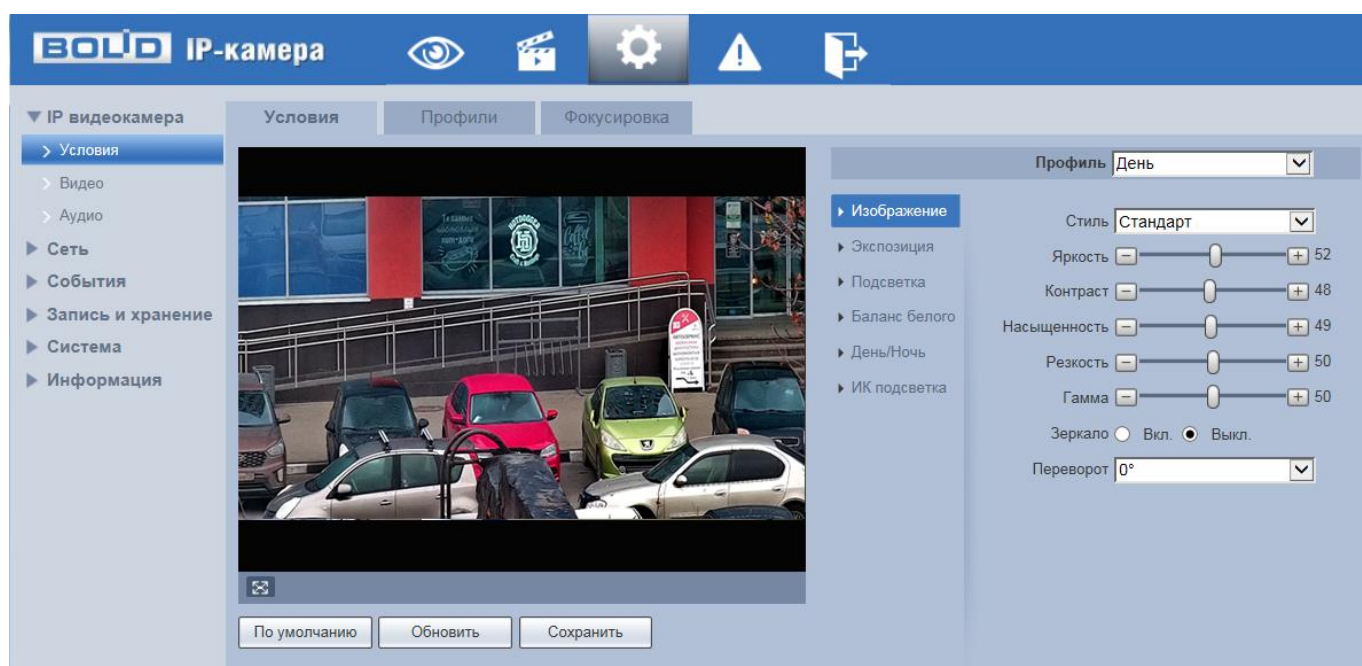 BOLID IP-камера
IP видеокамера
Условия
Видео
Аудио
Сеть
События
Запись и хранение
Система
Информация
Условия Профили Фокусировка
HOTDOGGER
По умолчанию Обновить Сохранить
Изображение
Экспозиция
Подсветка
Баланс белого
День/Ночь
ИК подсветка
Профиль День
Стиль Стандарт
Яркость 52
Контраст 48
Насыщенность 49
Резкость 50
Гамма 50
Зеркало Вкл. Выкл.
Переворот 0°